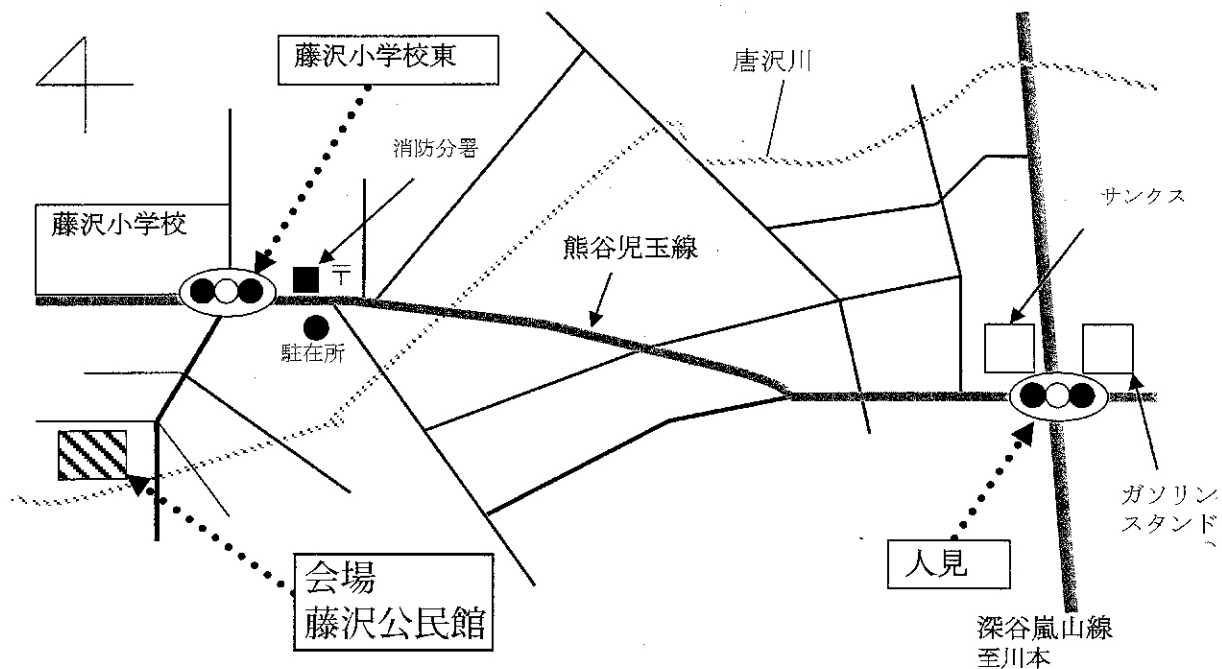 藤沢小学校東
唐沢川
消防分署
サンクス
藤沢小学校
熊谷児玉線
〒
駐在所
ガソリン
スタンド
人見
会場
藤沢公民館
深谷嵐山線
至川本